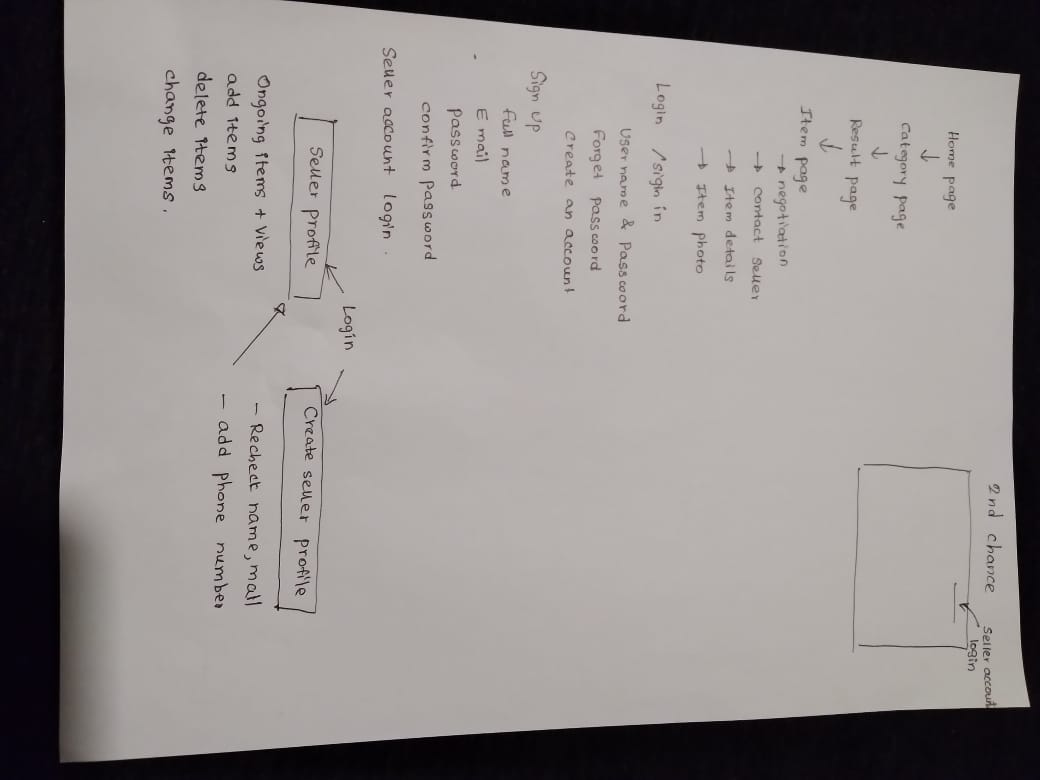 2nd chance
seller account
login
Home page
↓
Category page
↓
Result page
↓
Item page
→ negotiation
→ contact seller
→ Item details
→ Item photo
Login / sign in
User name & Password
Forget password
create an account
Sign up
full name
Email
password
confirm password
Seller account login.
Login
Seller profile
Ongoing items + views
add items
delete items
change items.
Create seller profile
- Recheck name, mail
- add phone number